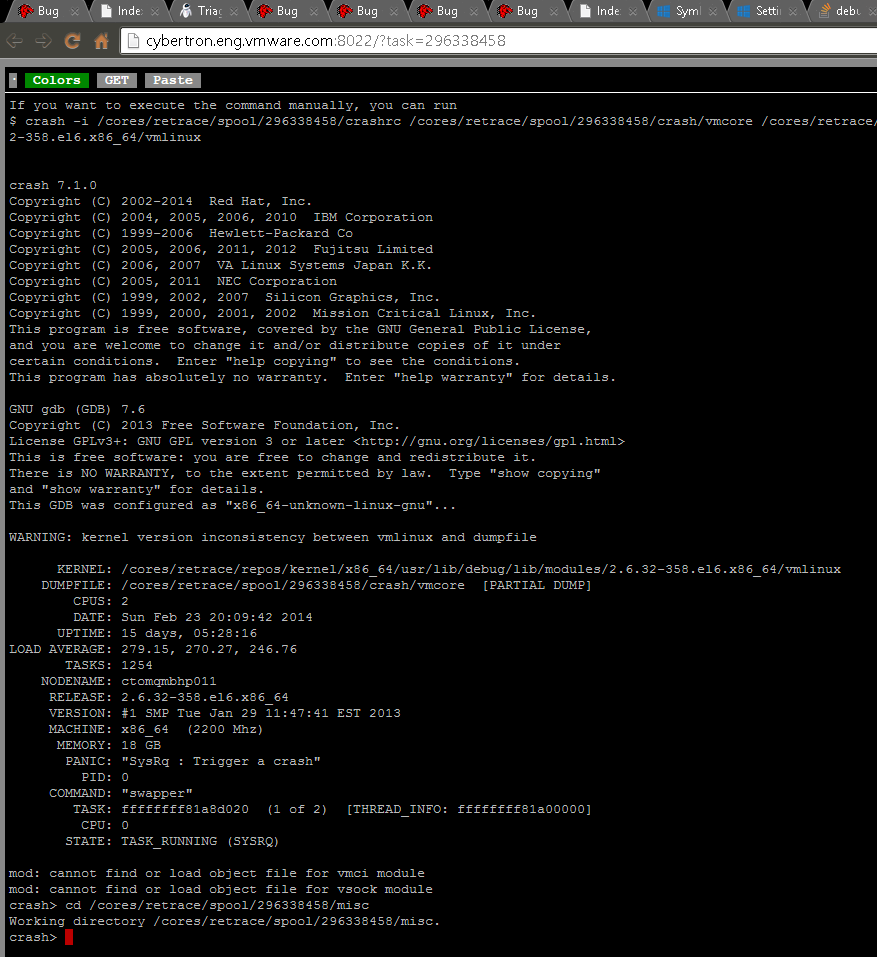 Bug
Inde
Triag
Bug
Bug
Bug
Bug
Inde
Symb
Settin
debu
cybertron.eng.vmware.com:8022/?task=296338458
Colors GET Paste
If you want to execute the command manually, you can run
$ crash -i /cores/retrace/spool/296338458/crashrc /cores/retrace/spool/296338458/crash/vmcore /cores/retrace/
2-358.el6.x86_64/vmlinux
crash 7.1.0
Copyright (C) 2002-2014  Red Hat, Inc.
Copyright (C) 2004, 2005, 2006, 2010  IBM Corporation
Copyright (C) 1999-2006  Hewlett-Packard Co
Copyright (C) 2005, 2006, 2011, 2012  Fujitsu Limited
Copyright (C) 2006, 2007  VA Linux Systems Japan K.K.
Copyright (C) 2005, 2011  NEC Corporation
Copyright (C) 1999, 2002, 2007  Silicon Graphics, Inc.
Copyright (C) 1999, 2000, 2001, 2002  Mission Critical Linux, Inc.
This program is free software, covered by the GNU General Public License,
and you are welcome to change it and/or distribute copies of it under
certain conditions.  Enter "help copying" to see the conditions.
This program has absolutely no warranty.  Enter "help warranty" for details.
GNU gdb (GDB) 7.6
Copyright (C) 2013 Free Software Foundation, Inc.
License GPLv3+: GNU GPL version 3 or later <http://gnu.org/licenses/gpl.html>
This is free software: you are free to change and redistribute it.
There is NO WARRANTY, to the extent permitted by law.  Type "show copying"
and "show warranty" for details.
This GDB was configured as "x86_64-unknown-linux-gnu"...
WARNING: kernel version inconsistency between vmlinux and dumpfile
KERNEL: /cores/retrace/repos/kernel/x86_64/usr/lib/debug/lib/modules/2.6.32-358.el6.x86_64/vmlinux
DUMPFILE: /cores/retrace/spool/296338458/crash/vmcore  [PARTIAL DUMP]
CPUS: 2
DATE: Sun Feb 23 20:09:42 2014
UPTIME: 15 days, 05:28:16
LOAD AVERAGE: 279.15, 270.27, 246.76
TASKS: 1254
NODENAME: ctomqmbhp011
RELEASE: 2.6.32-358.el6.x86_64
VERSION: #1 SMP Tue Jan 29 11:47:41 EST 2013
MACHINE: x86_64  (2200 Mhz)
MEMORY: 18 GB
PANIC: "SysRq : Trigger a crash"
PID: 0
COMMAND: "swapper"
TASK: ffffffff81a8d020  (1 of 2)  [THREAD_INFO: ffffffff81a00000]
CPU: 0
STATE: TASK_RUNNING (SYSRQ)
mod: cannot find or load object file for vmci module
mod: cannot find or load object file for vsock module
crash> cd /cores/retrace/spool/296338458/misc
Working directory /cores/retrace/spool/296338458/misc.
crash>